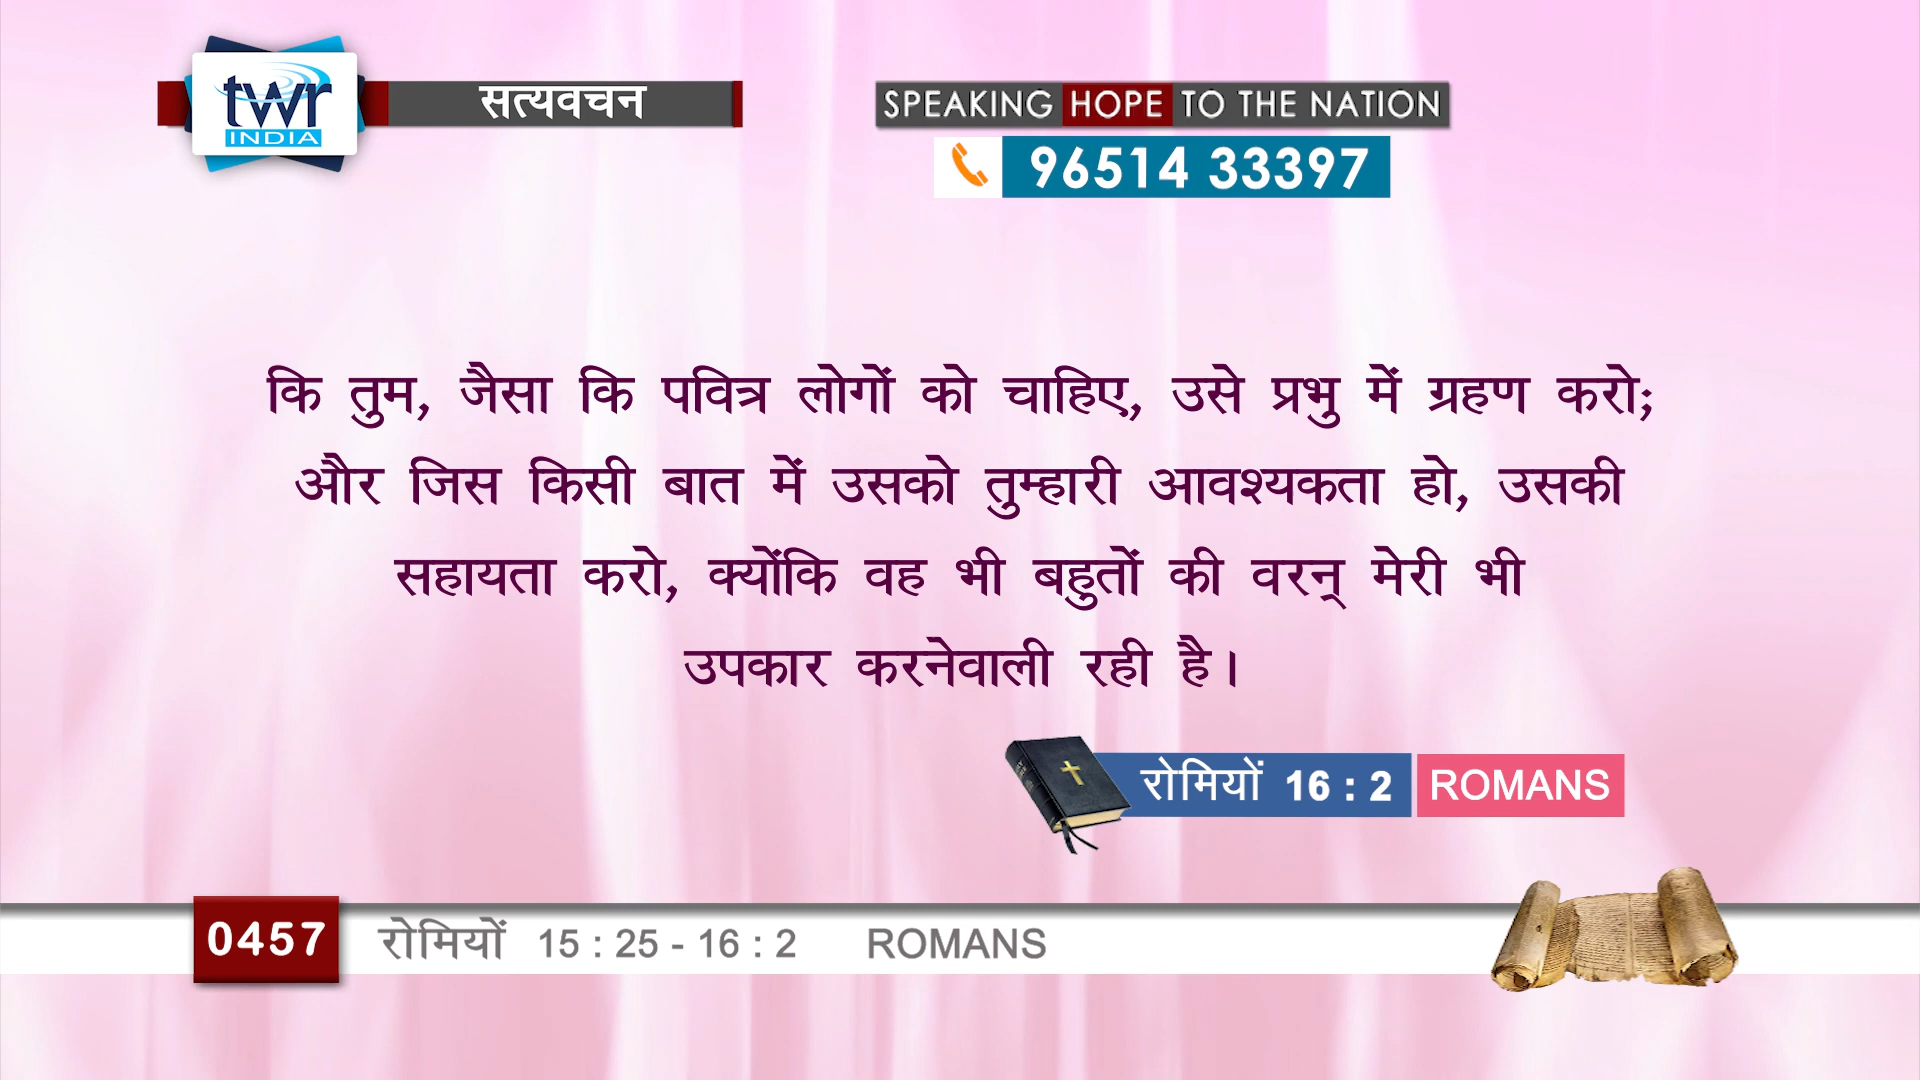 twr
INDIA
सत्यवचन
SPEAKING HOPE TO THE NATION
96514 33397
कि तुम, जैसा कि पवित्र लोगों को चाहिए, उसे प्रभु में ग्रहण करो;
और जिस किसी बात में उसको तुम्हारी आवश्यकता हो, उसकी
सहायता करो, क्योंकि वह भी बहुतों की वरन् मेरी भी
उपकार करनेवाली रही है।
रोमियों 16 : 2 ROMANS
0457 रोमियों 15 : 25 - 16 : 2 ROMANS